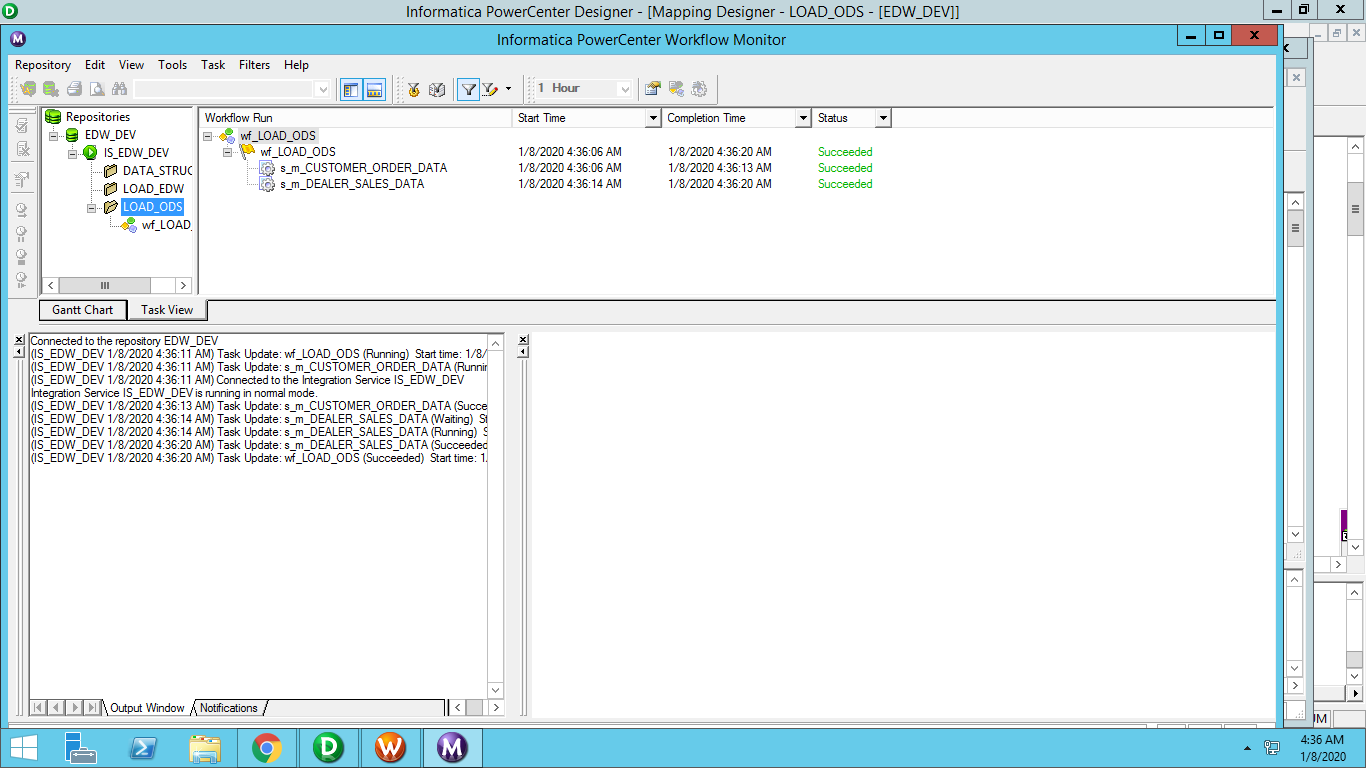 Informatica PowerCenter Designer - [Mapping Designer - LOAD_ODS - [EDW_DEV]]
Informatica PowerCenter Workflow Monitor
Repository Edit View Tools Task Filters Help
1 Hour
Repositories
EDW_DEV
IS_EDW_DEV
DATA_STRUC
LOAD_EDW
LOAD_ODS
wf_LOAD_
Workflow Run Start Time Completion Time Status
wf_LOAD_ODS
wf_LOAD_ODS 1/8/2020 4:36:06 AM 1/8/2020 4:36:20 AM Succeeded
s_m_CUSTOMER_ORDER_DATA 1/8/2020 4:36:06 AM 1/8/2020 4:36:13 AM Succeeded
s_m_DEALER_SALES_DATA 1/8/2020 4:36:14 AM 1/8/2020 4:36:20 AM Succeeded
Gantt Chart Task View
Connected to the repository EDW_DEV
(IS_EDW_DEV 1/8/2020 4:36:11 AM) Task Update: wf_LOAD_ODS (Running) Start time: 1/8/
(IS_EDW_DEV 1/8/2020 4:36:11 AM) Task Update: s_m_CUSTOMER_ORDER_DATA (Runnin
(IS_EDW_DEV 1/8/2020 4:36:11 AM) Connected to the Integration Service IS_EDW_DEV
Integration Service IS_EDW_DEV is running in normal mode.
(IS_EDW_DEV 1/8/2020 4:36:13 AM) Task Update: s_m_CUSTOMER_ORDER_DATA (Succe
(IS_EDW_DEV 1/8/2020 4:36:14 AM) Task Update: s_m_DEALER_SALES_DATA (Waiting) St
(IS_EDW_DEV 1/8/2020 4:36:14 AM) Task Update: s_m_DEALER_SALES_DATA (Running) S
(IS_EDW_DEV 1/8/2020 4:36:20 AM) Task Update: s_m_DEALER_SALES_DATA (Succeeded
(IS_EDW_DEV 1/8/2020 4:36:20 AM) Task Update: wf_LOAD_ODS (Succeeded) Start time: 1/
Output Window Notifications
UM
4:36 AM
1/8/2020